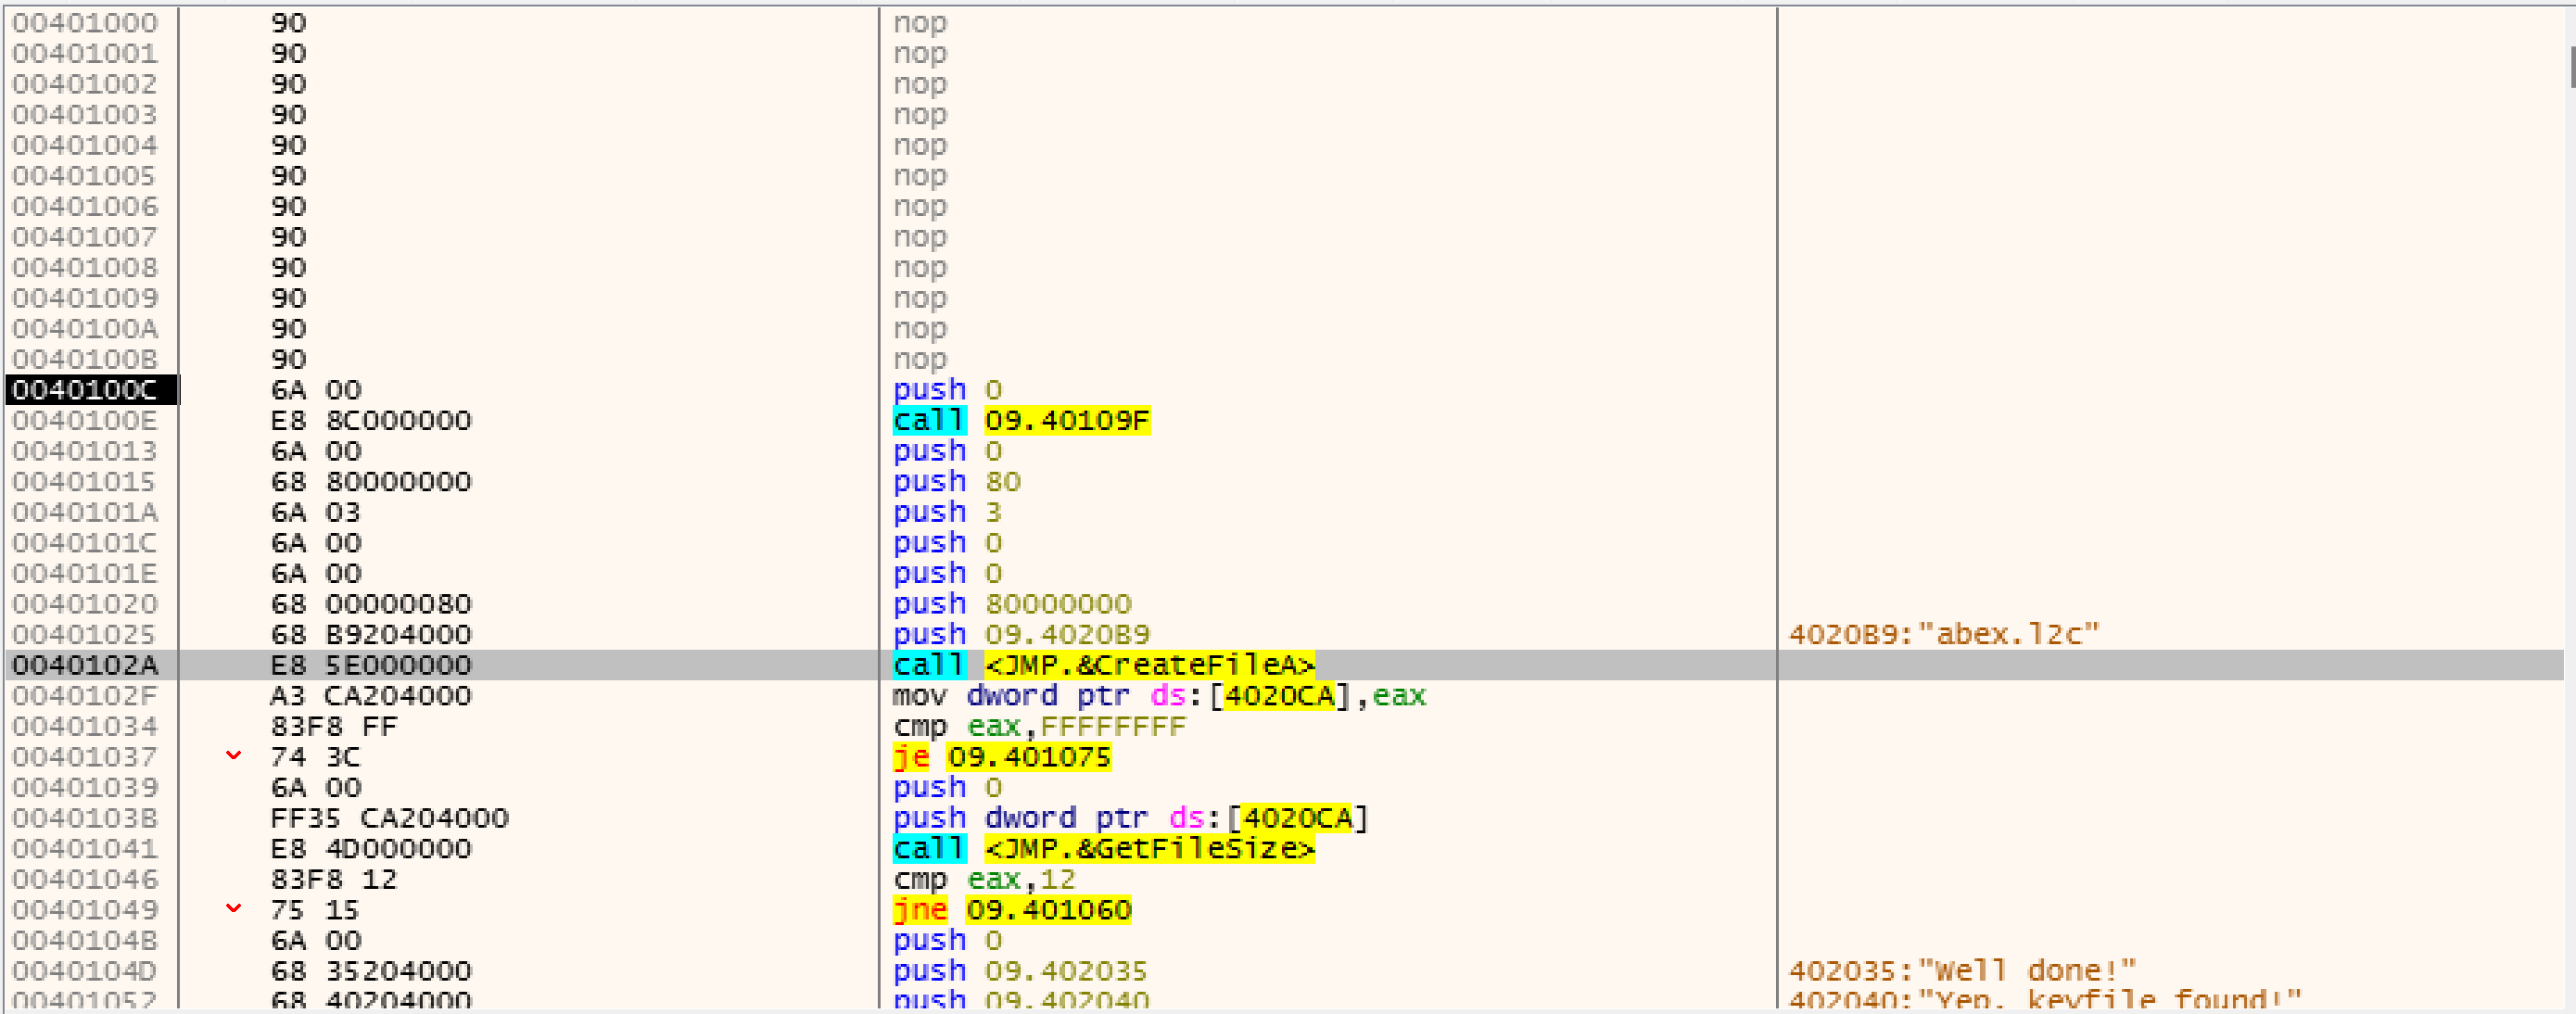 00401000 90 nop
00401001 90 nop
00401002 90 nop
00401003 90 nop
00401004 90 nop
00401005 90 nop
00401006 90 nop
00401007 90 nop
00401008 90 nop
00401009 90 nop
0040100A 90 nop
0040100B 90 nop
0040100C 6A 00 push 0
0040100E E8 8C000000 call 09.40109F
00401013 6A 00 push 0
00401015 68 80000000 push 80
0040101A 6A 03 push 3
0040101C 6A 00 push 0
0040101E 6A 00 push 0
00401020 68 00000080 push 80000000
00401025 68 B9204000 push 09.4020B9 4020B9:"abex.l2c"
0040102A E8 5E000000 call <JMP.&CreateFileA>
0040102F A3 CA204000 mov dword ptr ds:[4020CA],eax
00401034 83F8 FF cmp eax,FFFFFFFF
00401037 74 3C je 09.401075
00401039 6A 00 push 0
0040103B FF35 CA204000 push dword ptr ds:[4020CA]
00401041 E8 4D000000 call <JMP.&GetFileSize>
00401046 83F8 12 cmp eax,12
00401049 75 15 jne 09.401060
0040104B 6A 00 push 0
0040104D 68 35204000 push 09.402035 402035:"Well done!"
00401052 68 40204000 push 09.402040 402040:"Yep, keyfile found!"